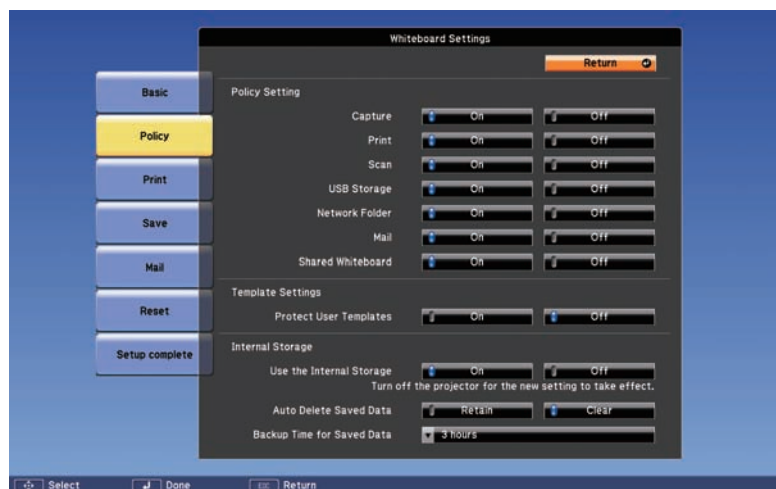 Whiteboard Settings
Return
Basic
Policy
Print
Save
Mail
Reset
Setup complete
Policy Setting
Capture On Off
Print On Off
Scan On Off
USB Storage On Off
Network Folder On Off
Mail On Off
Shared Whiteboard On Off
Template Settings
Protect User Templates On Off
Internal Storage
Use the Internal Storage On Off
Turn off the projector for the new setting to take effect.
Auto Delete Saved Data Retain Clear
Backup Time for Saved Data 3 hours
Select Done Esc Return